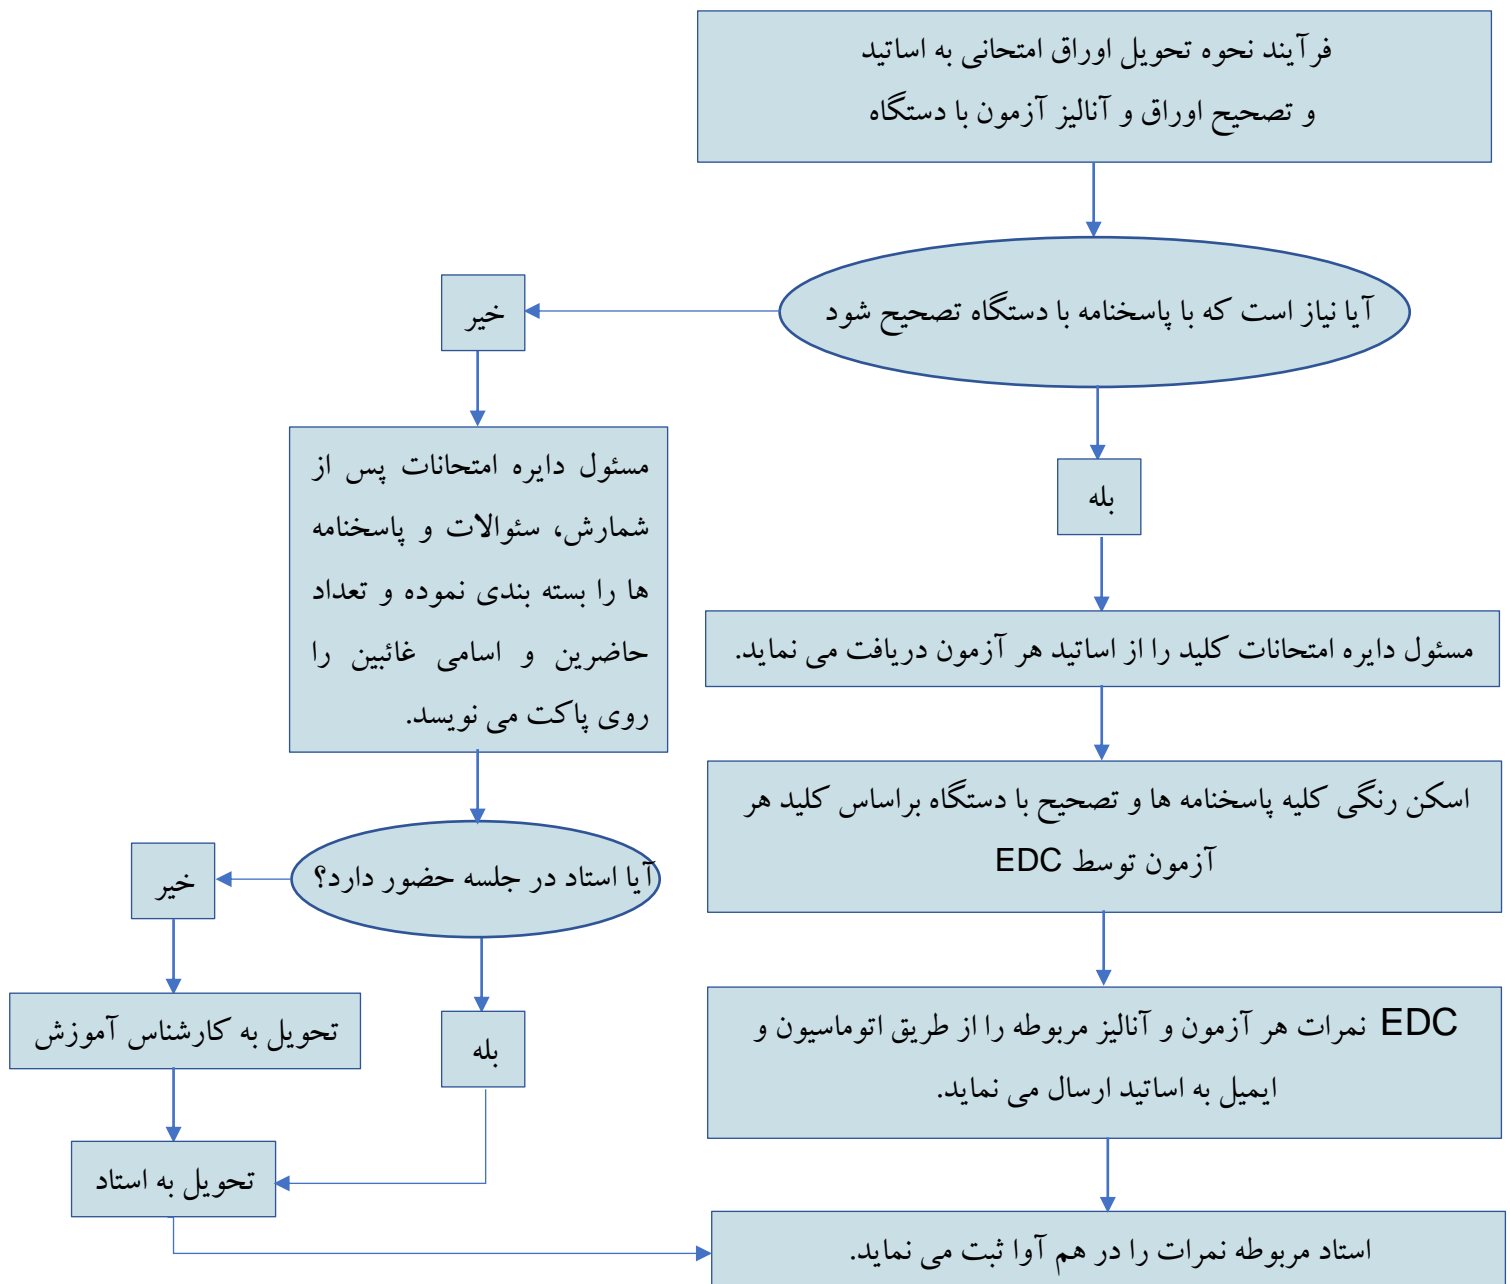 فرآیند نحوه تحویل اوراق امتحانی به اساتید
و تصحیح اوراق و آنالیز آزمون با دستگاه
آیا نیاز است که با پاسخنامه با دستگاه تصحیح شود
خیر
بله
مسئول دایره امتحانات کلید را از اساتید هر آزمون دریافت می نماید.
اسکن رنگی کلیه پاسخنامه ها و تصحیح با دستگاه براساس کلید هر
آزمون توسط EDC
EDC نمرات هر آزمون و آنالیز مربوطه را از طریق اتوماسیون و
ایمیل به اساتید ارسال می نماید.
مسئول دایره امتحانات پس از
شمارش، سئوالات و پاسخنامه
ها را بسته بندی نموده و تعداد
حاضرین و اسامی غائبین را
روی پاکت می نویسد.
آیا استاد در جلسه حضور دارد؟
خیر
بله
تحویل به کارشناس آموزش
تحویل به استاد
استاد مربوطه نمرات را در هم آوا ثبت می نماید.